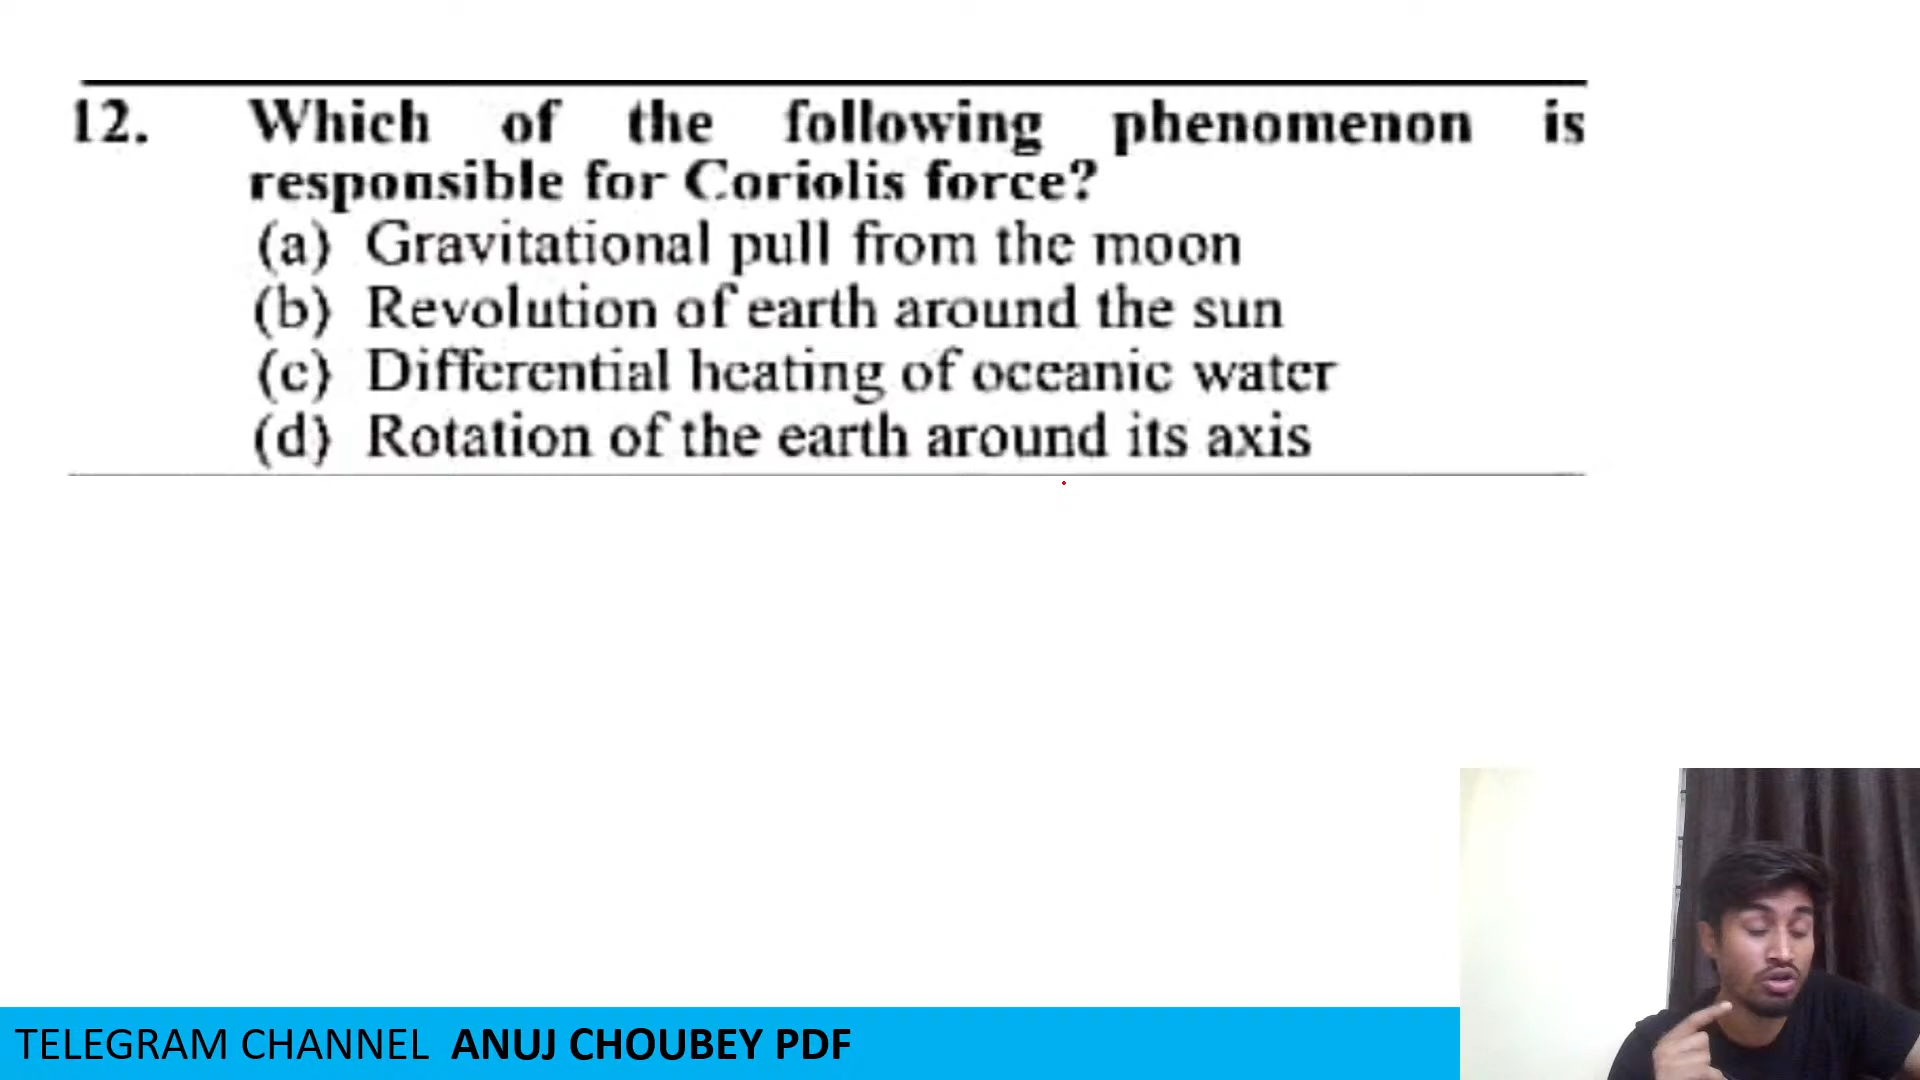 12. Which of the following phenomenon is
responsible for Coriolis force?
(a) Gravitational pull from the moon
(b) Revolution of earth around the sun
(c) Differential heating of oceanic water
(d) Rotation of the earth around its axis
TELEGRAM CHANNEL ANUJ CHOUBEY PDF